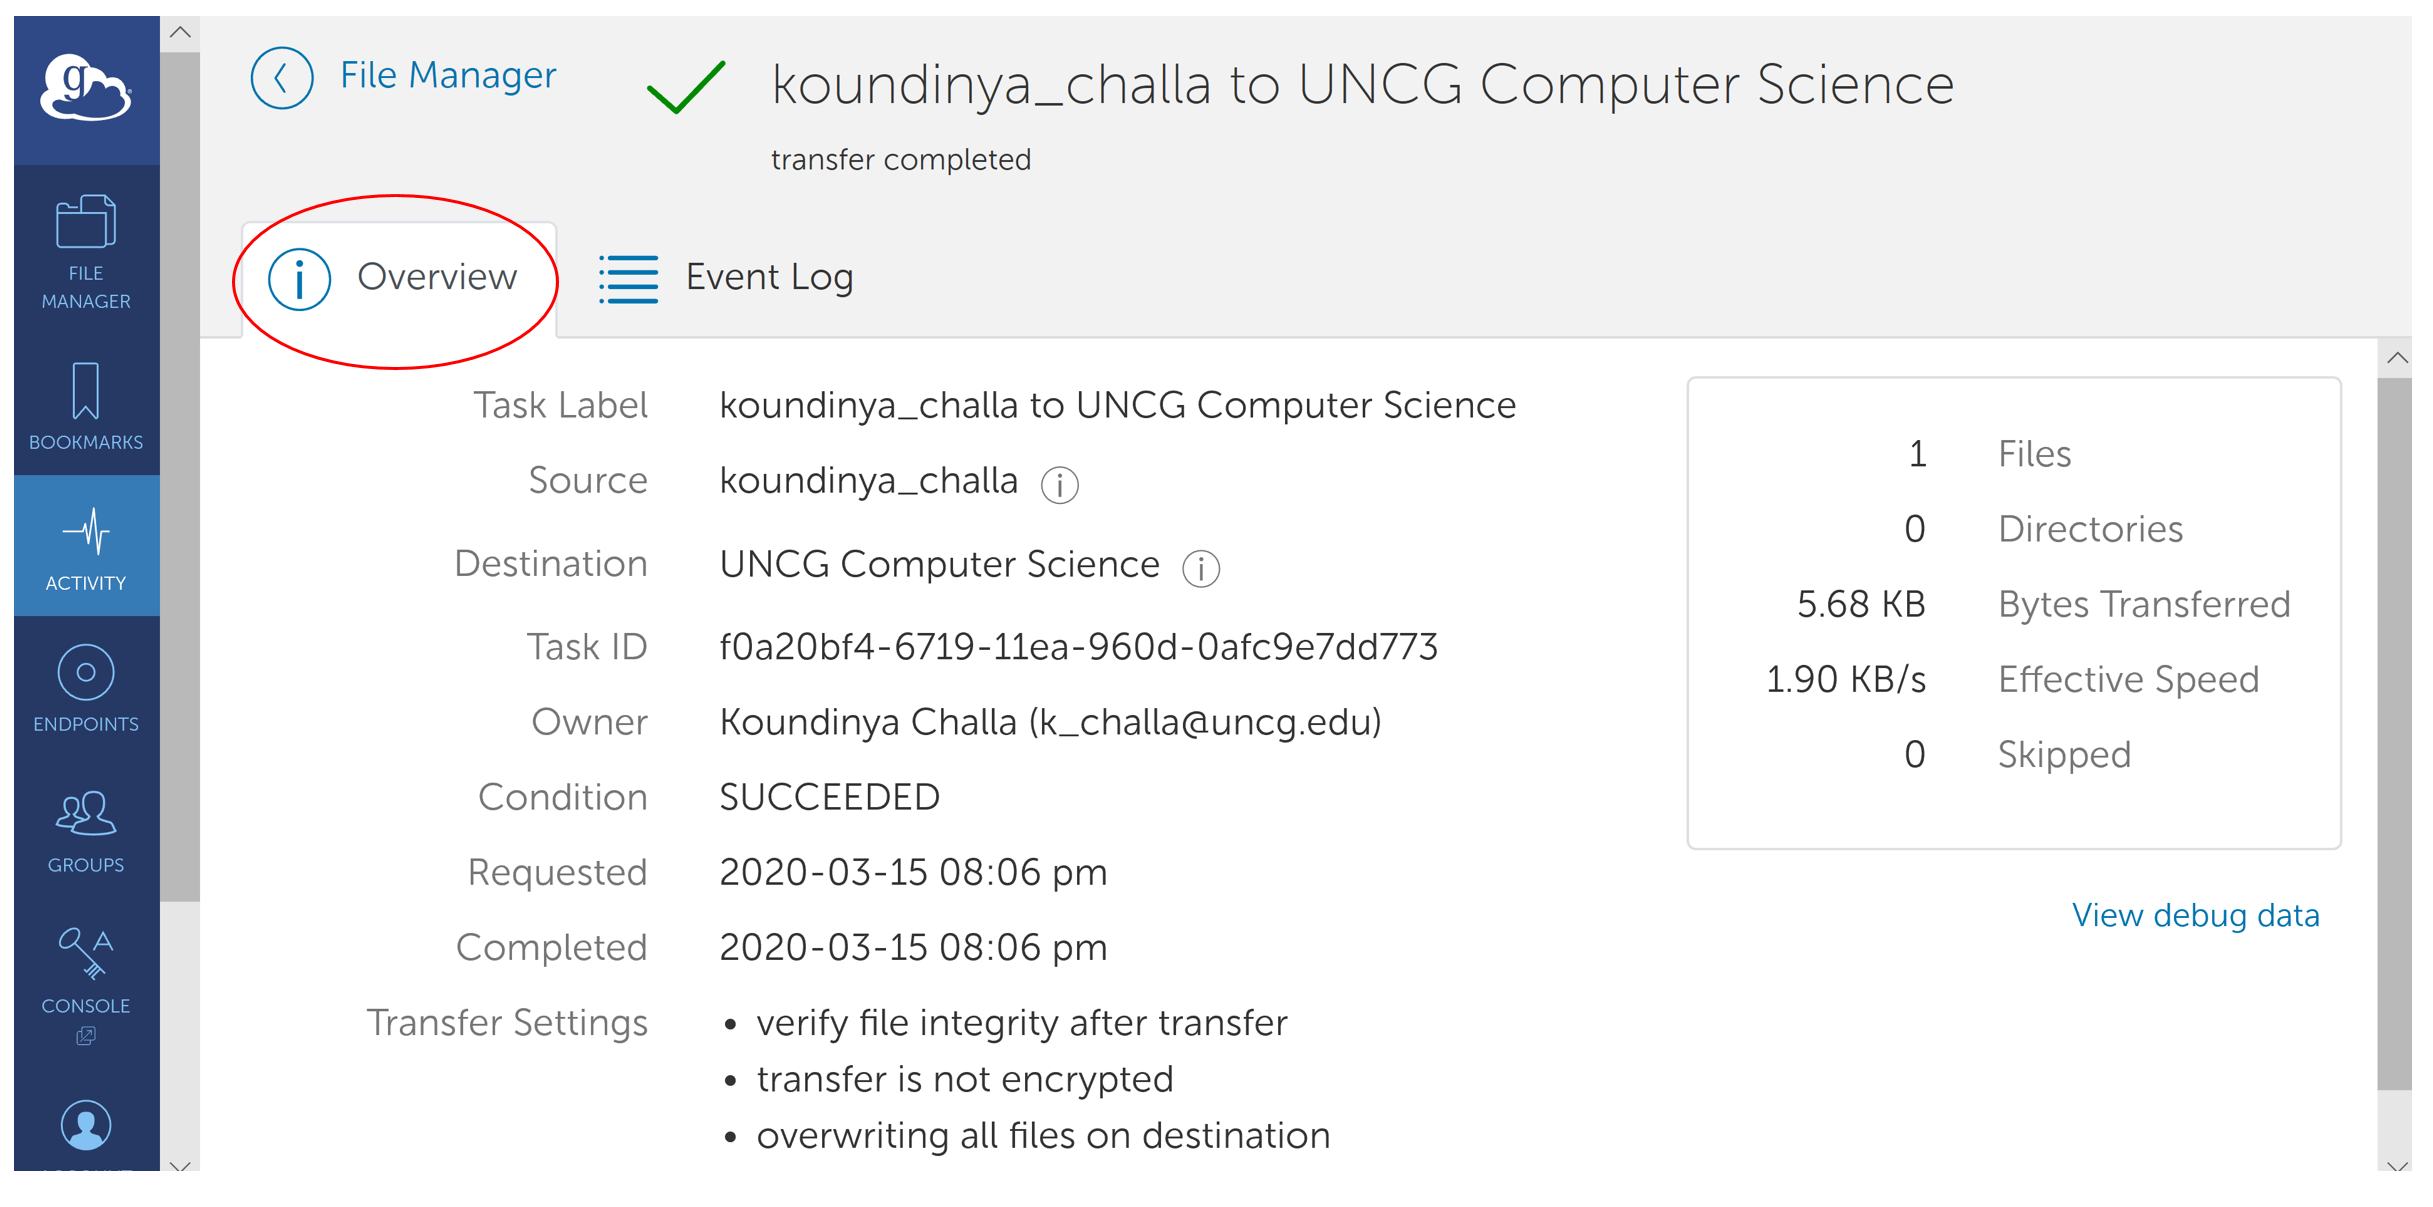 g
FILE
MANAGER
BOOKMARKS
ACTIVITY
ENDPOINTS
GROUPS
CONSOLE
File Manager
koundinya_challa to UNCG Computer Science
transfer completed
Overview
Event Log
Task Label koundinya_challa to UNCG Computer Science
Source koundinya_challa
Destination UNCG Computer Science
Task ID f0a20bf4-6719-11ea-960d-0afc9e7dd773
Owner Koundinya Challa (k_challa@uncg.edu)
Condition SUCCEEDED
Requested 2020-03-15 08:06 pm
Completed 2020-03-15 08:06 pm
Transfer Settings • verify file integrity after transfer
• transfer is not encrypted
• overwriting all files on destination
1 Files
0 Directories
5.68 KB Bytes Transferred
1.90 KB/s Effective Speed
0 Skipped
View debug data